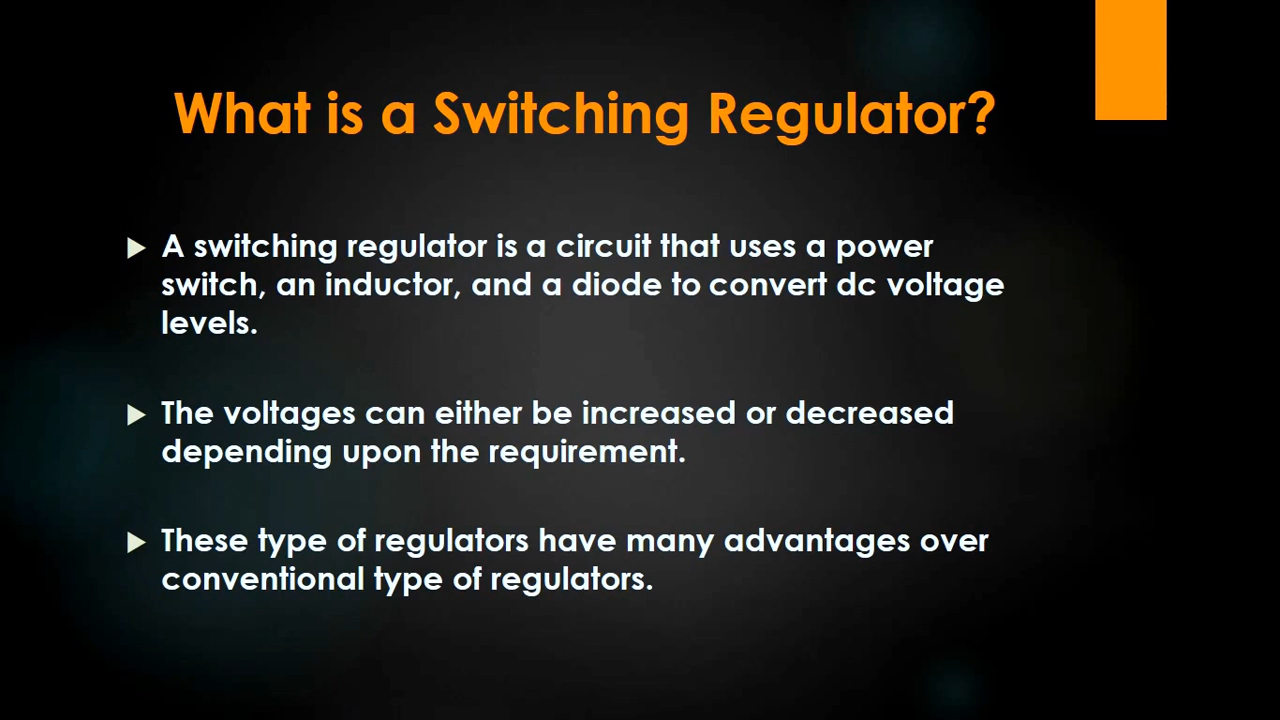 What is a Switching Regulator?
A switching regulator is a circuit that uses a power
switch, an inductor, and a diode to convert dc voltage
levels.
The voltages can either be increased or decreased
depending upon the requirement.
These type of regulators have many advantages over
conventional type of regulators.